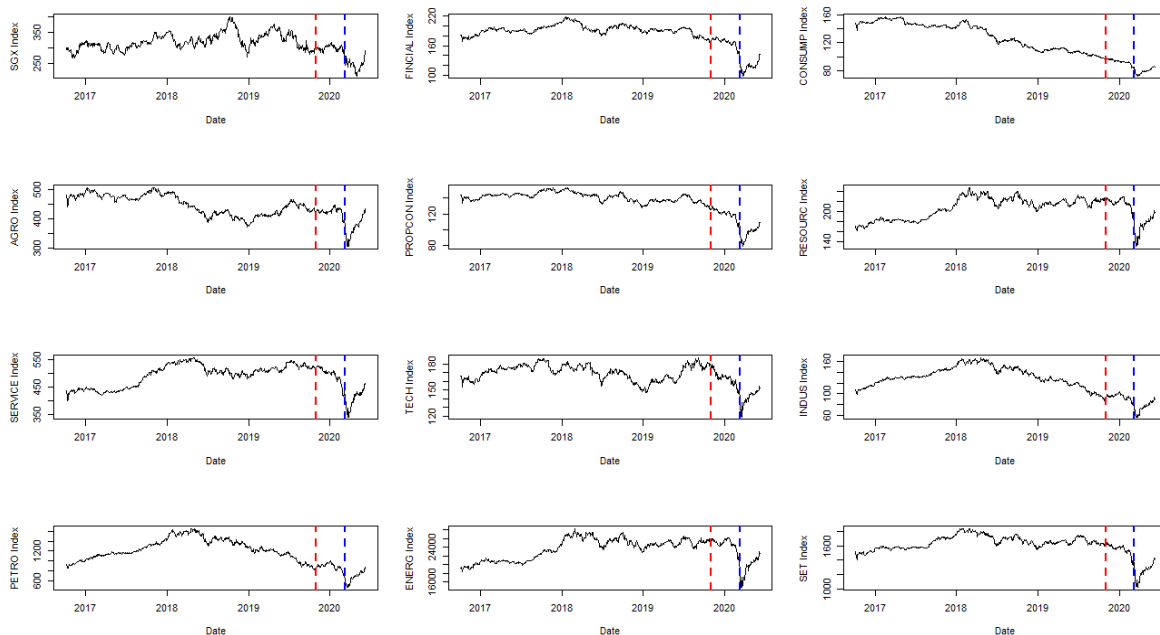 SGX Index
250 350
2017 2018 2019 2020
Date
FINCIAL Index
100 160 220
2017 2018 2019 2020
Date
CONSUMP Index
80 120 160
2017 2018 2019 2020
Date
AGRO Index
300 400 500
2017 2018 2019 2020
Date
PROPCON Index
80 120
2017 2018 2019 2020
Date
RESOURC Index
140 200
2017 2018 2019 2020
Date
SERVICE Index
350 450 550
2017 2018 2019 2020
Date
TECH Index
120 150 180
2017 2018 2019 2020
Date
INDUS Index
60 100 160
2017 2018 2019 2020
Date
PETRO Index
600 1200
2017 2018 2019 2020
Date
ENERG Index
16000 24000
2017 2018 2019 2020
Date
SET Index
1000 1600
2017 2018 2019 2020
Date